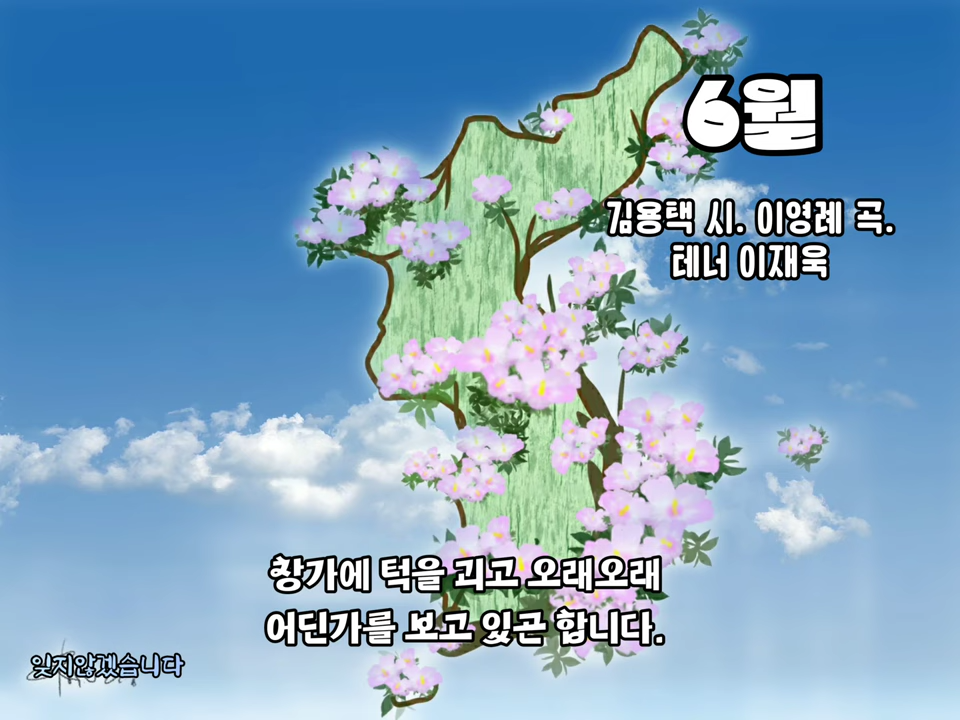 6월
김용택 시. 이영례 곡.
테너 이재욱
창가에 턱을 괴고 오래오래
어딘가를 보고 있곤 합니다.
잊지않겠습니다